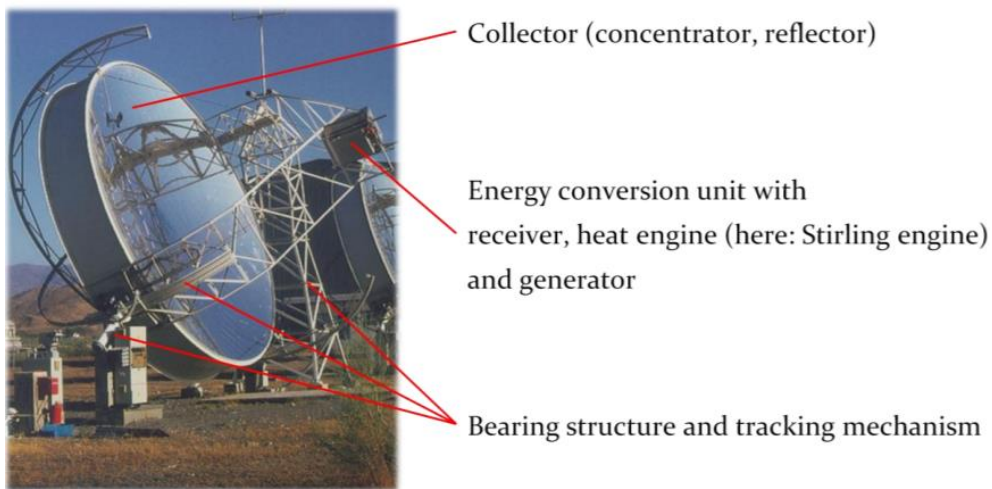 Collector (concentrator, reflector)
Energy conversion unit with
receiver, heat engine (here: Stirling engine)
and generator
Bearing structure and tracking mechanism